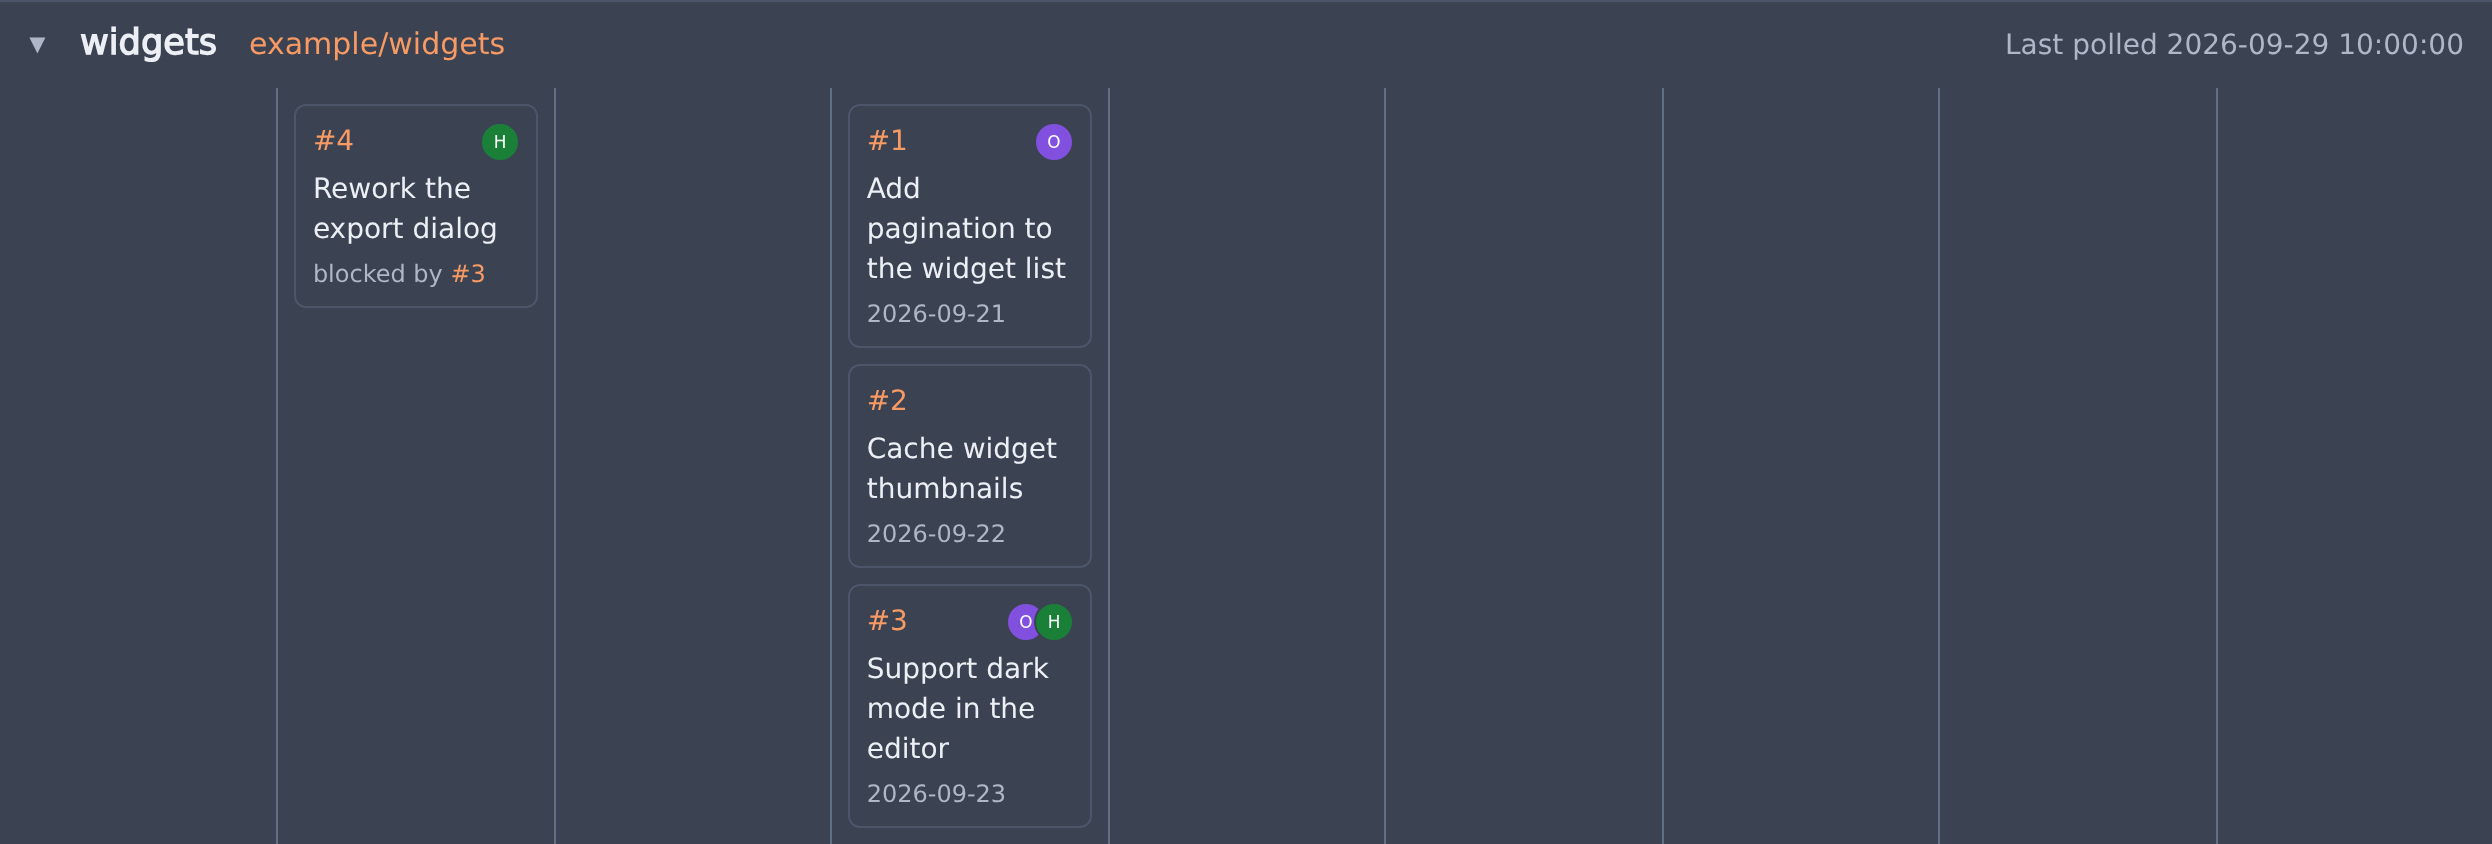 ▼ widgets example/widgets Last polled 2026-09-29 10:00:00
#4 H
Rework the
export dialog
blocked by #3
#1 O
Add
pagination to
the widget list
2026-09-21
#2
Cache widget
thumbnails
2026-09-22
#3 O H
Support dark
mode in the
editor
2026-09-23